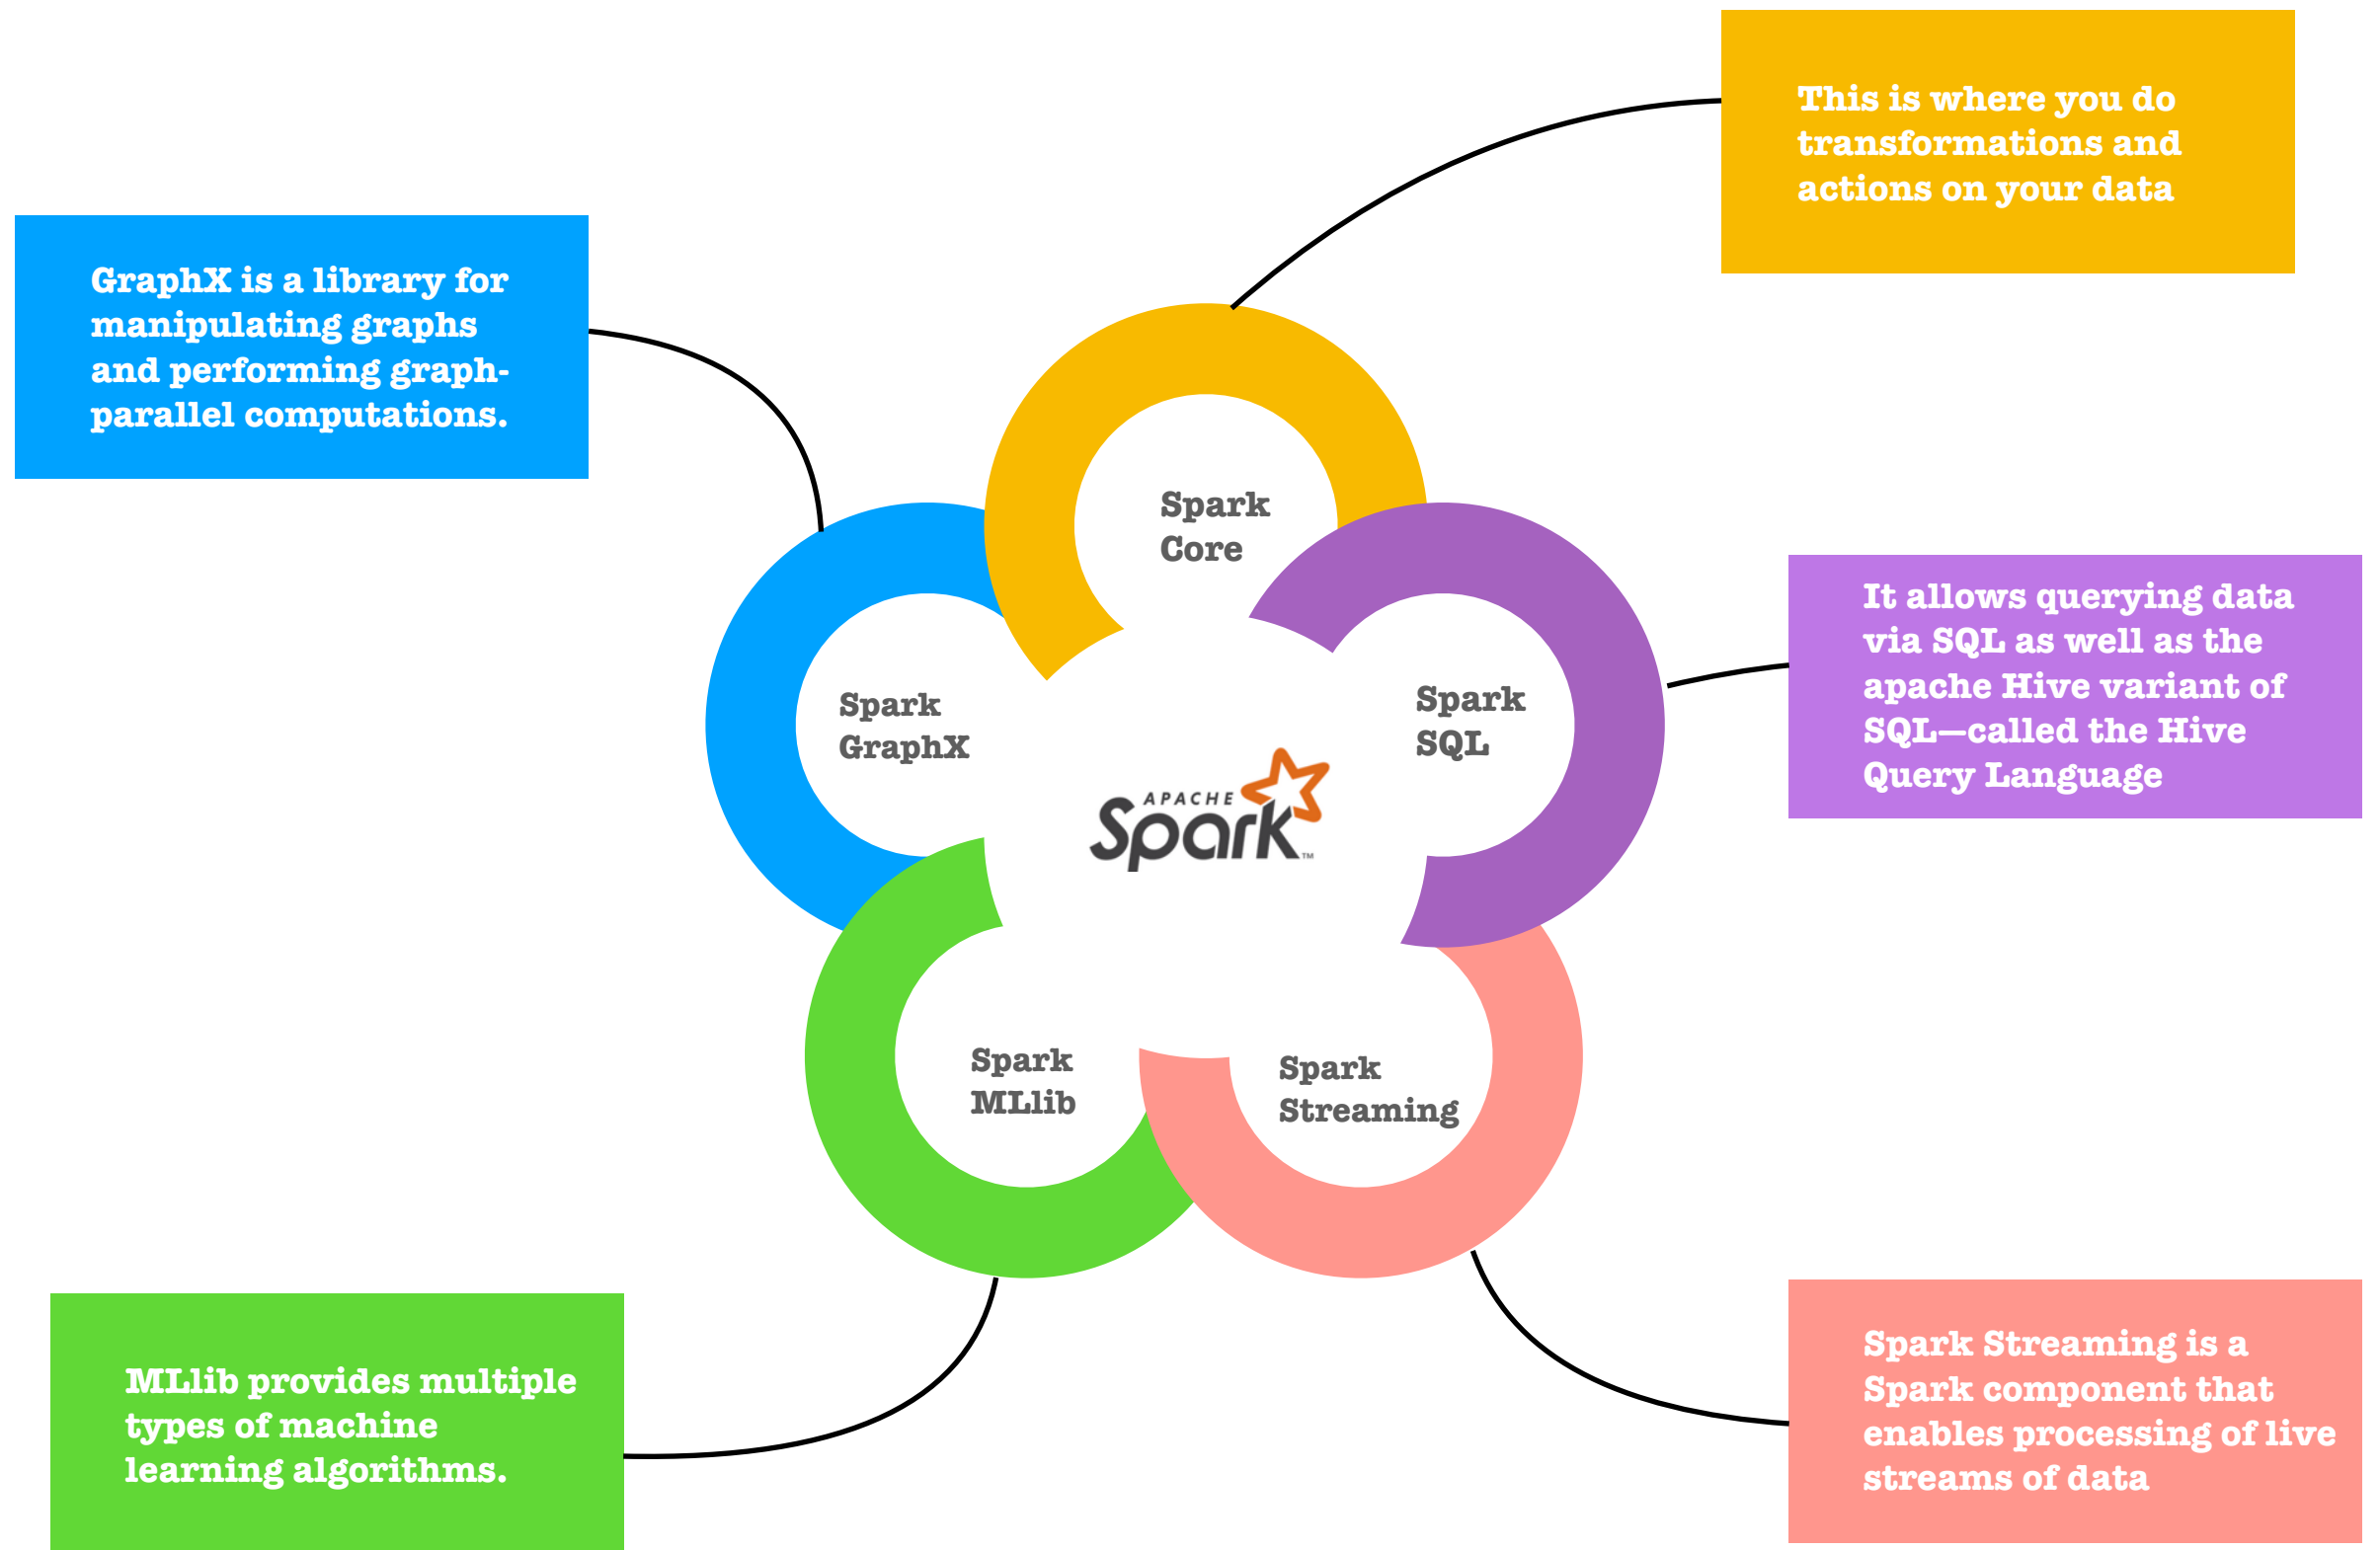 This is where you do
transformations and
actions on your data
GraphX is a library for
manipulating graphs
and performing graph-
parallel computations.
Spark
Core
It allows querying data
via SQL as well as the
apache Hive variant of
SQL—called the Hive
Query Language
Spark
GraphX
Spark
SQL
APACHE
Spark™
Spark
MLlib
Spark
Streaming
MLlib provides multiple
types of machine
learning algorithms.
Spark Streaming is a
Spark component that
enables processing of live
streams of data